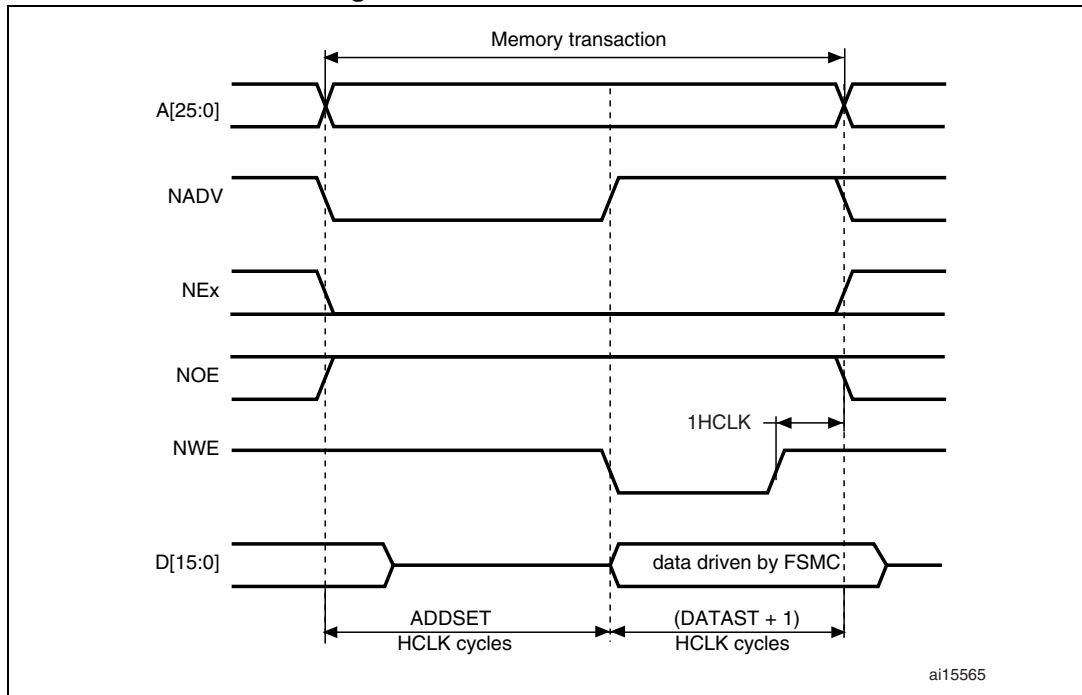 Memory transaction
A[25:0]
NADV
NEx
NOE
1HCLK
NWE
D[15:0]
data driven by FSMC
ADDSET
HCLK cycles
(DATAST + 1)
HCLK cycles
ai15565